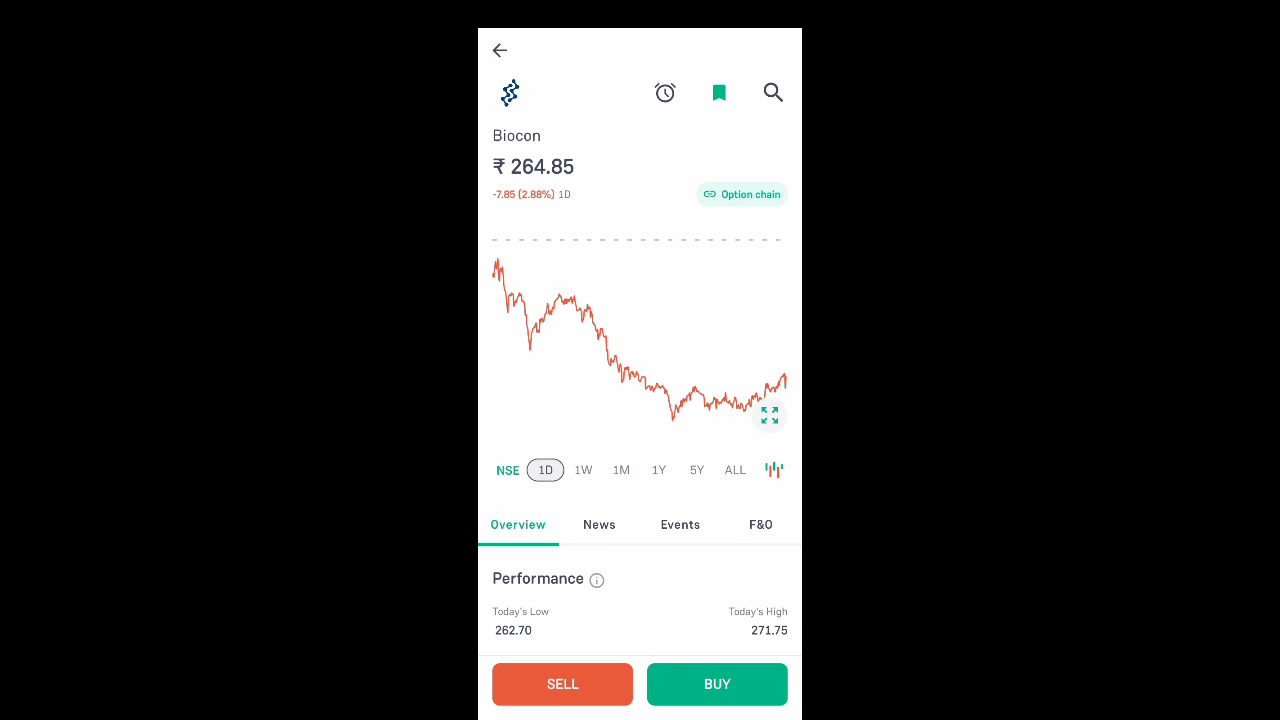 Biocon
₹ 264.85
-7.85 (2.88%) 1D
Option chain
NSE 1D 1W 1M 1Y 5Y ALL
Overview News Events F&O
Performance
Today's Low Today's High
262.70 271.75
SELL BUY